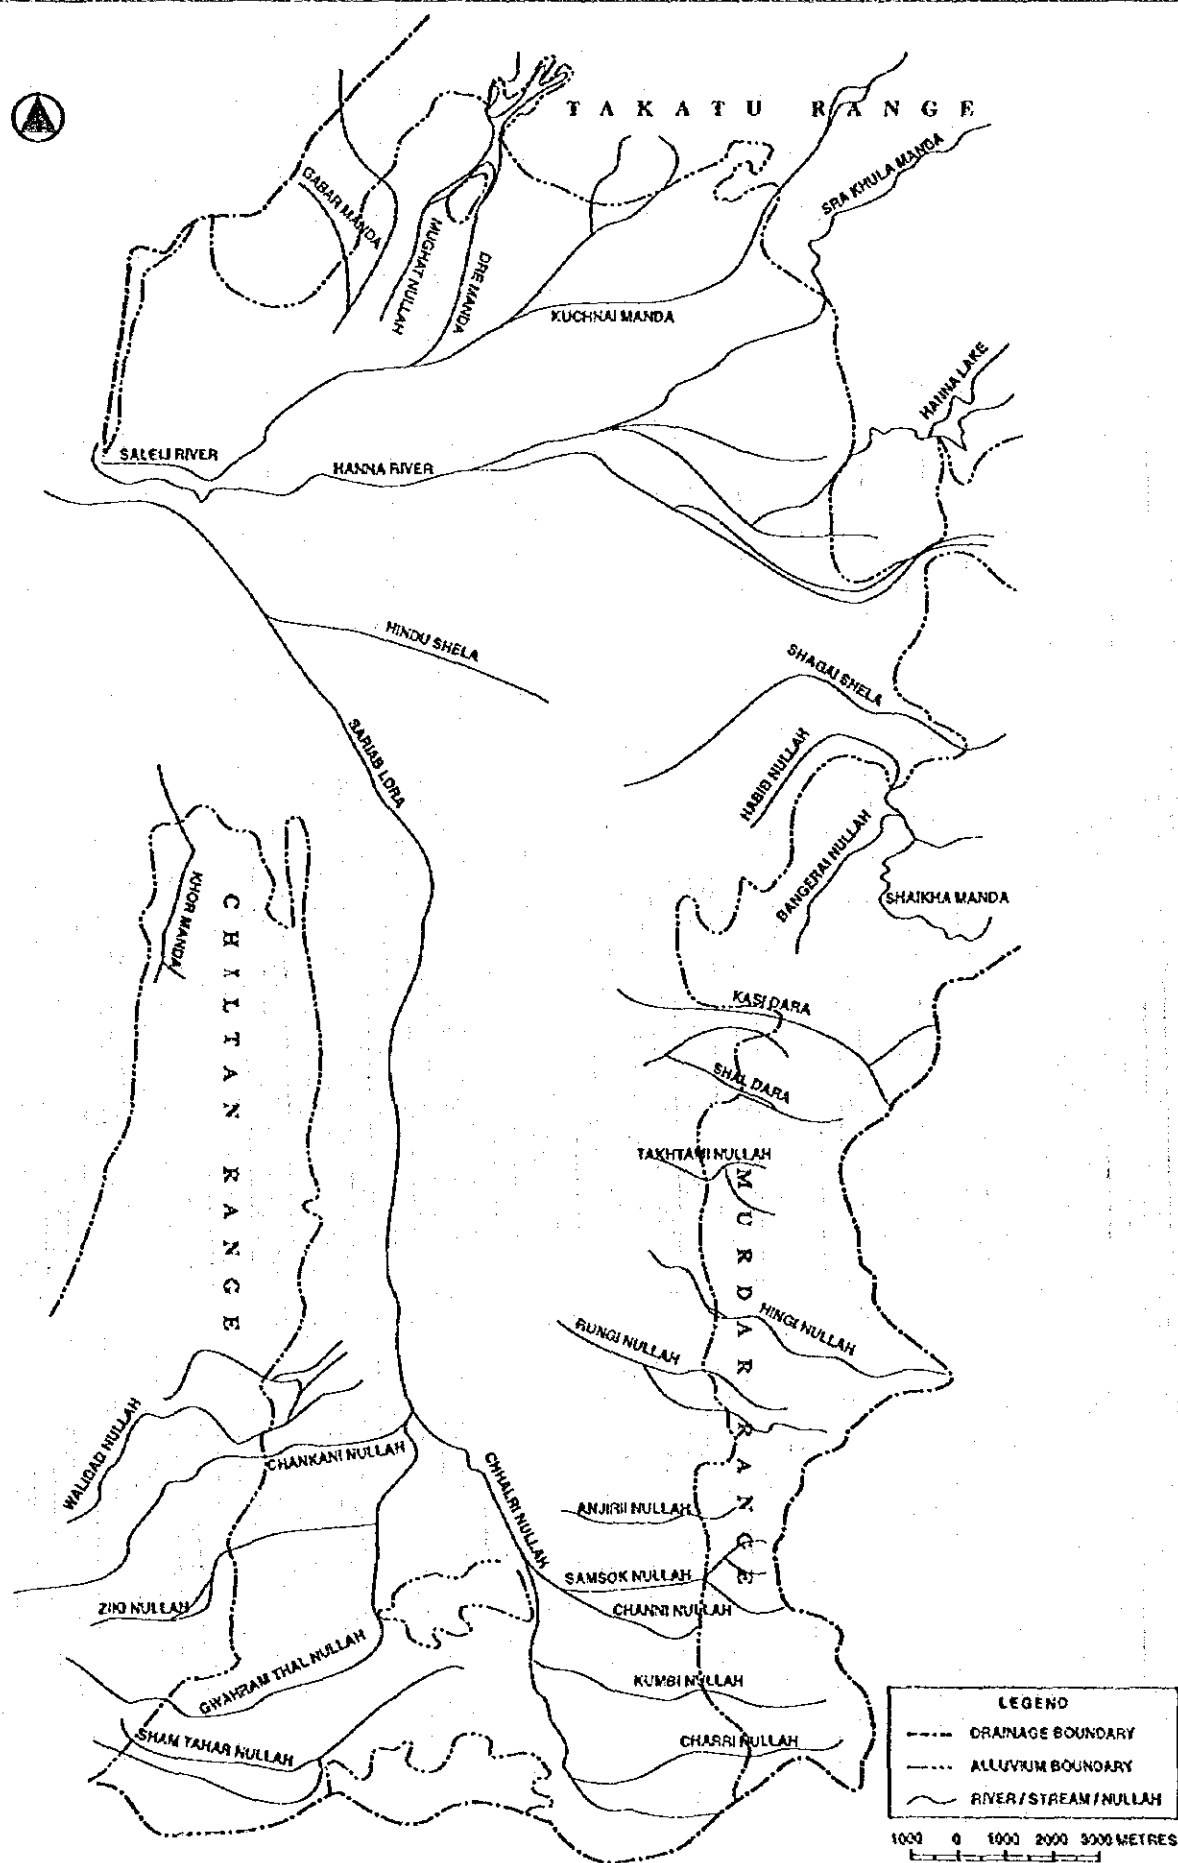 TAKATU RANGE
GABAR MANDA
MUGHAT NULLAH
DRE MANDA
SRA KHULA MANDA
KUCHNAI MANDA
HANNA LAKE
SALEIJ RIVER
HANNA RIVER
HINDU SHELA
SHAGAI SHELA
SARIAB LORA
HABIB NULLAH
BANGERAI NULLAH
SHAIKHA MANDA
KHOR MANDA
CHILTAN RANGE
KASI DARA
SHAL DARA
TAKHTANI NULLAH
MURDAR RANGE
HINGI NULLAH
RUNGI NULLAH
WALIDAD NULLAH
CHANKANI NULLAH
CHHALRI NULLAH
ANJIRII NULLAH
SAMSOK NULLAH
CHANNI NULLAH
NULLAH
GWAHRAM THAL NULLAH
KUMBI NULLAH
SHAM TAHAR NULLAH
CHARRI NULLAH
LEGEND
DRAINAGE BOUNDARY
ALLUVIUM BOUNDARY
RIVER / STREAM / NULLAH
1000 0 1000 2000 3000 METRES